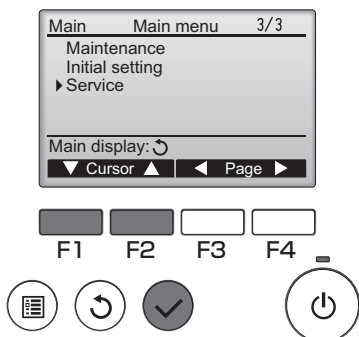 Main Main menu 3/3
Maintenance
Initial setting
Service
Main display:
Cursor Page
F1 F2 F3 F4